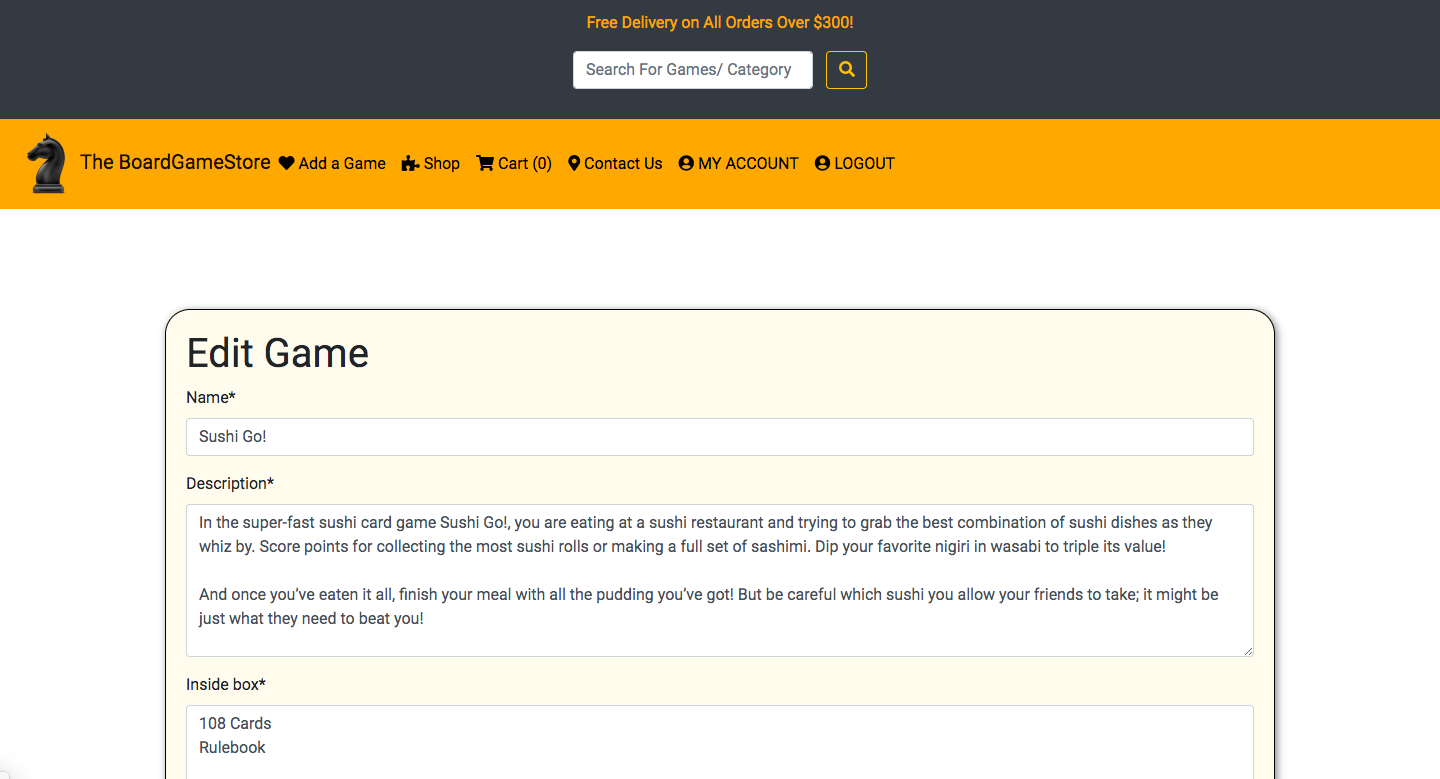 Free Delivery on All Orders Over $300!
Search For Games/ Category
The BoardGameStore Add a Game Shop Cart (0) Contact Us MY ACCOUNT LOGOUT
Edit Game
Name*
Sushi Go!
Description*
In the super-fast sushi card game Sushi Go!, you are eating at a sushi restaurant and trying to grab the best combination of sushi dishes as they
whiz by. Score points for collecting the most sushi rolls or making a full set of sashimi. Dip your favorite nigiri in wasabi to triple its value!
And once you’ve eaten it all, finish your meal with all the pudding you’ve got! But be careful which sushi you allow your friends to take; it might be
just what they need to beat you!
Inside box*
108 Cards
Rulebook